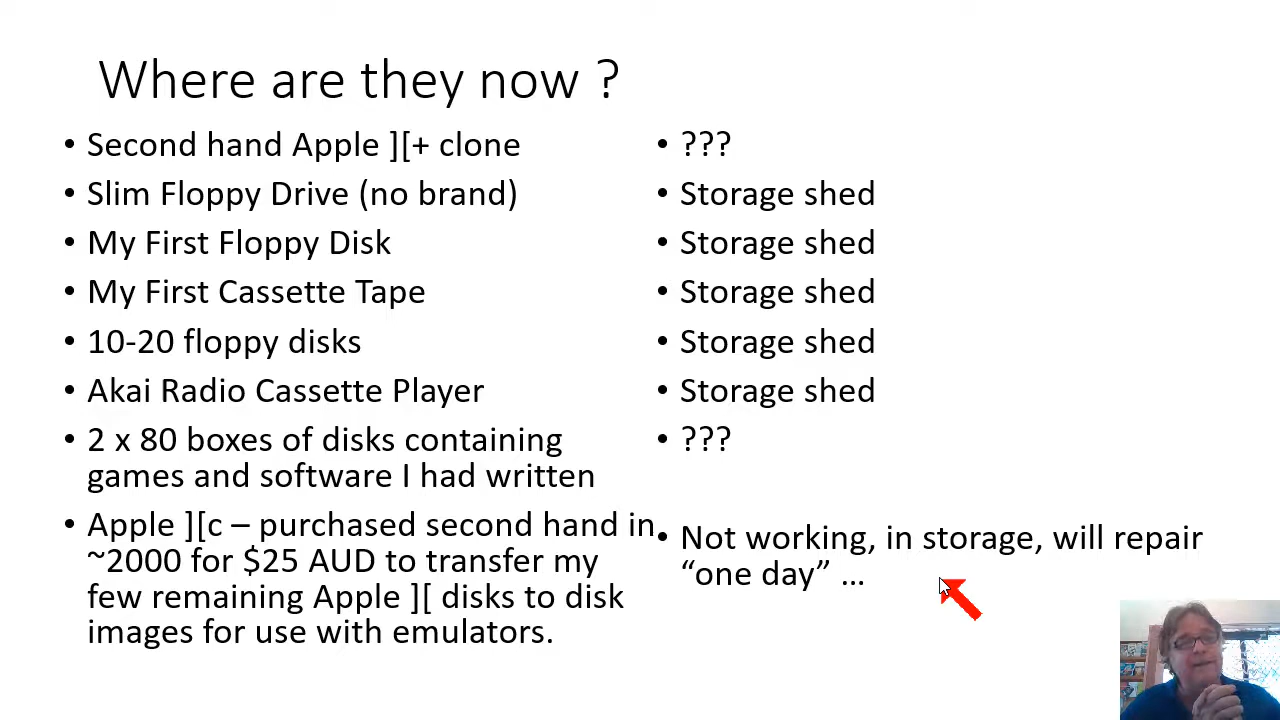 Where are they now ?
• Second hand Apple ][+ clone
• Slim Floppy Drive (no brand)
• My First Floppy Disk
• My First Cassette Tape
• 10-20 floppy disks
• Akai Radio Cassette Player
• 2 x 80 boxes of disks containing
games and software I had written
• Apple ][c – purchased second hand in
~2000 for $25 AUD to transfer my
few remaining Apple ][ disks to disk
images for use with emulators.
• ???
• Storage shed
• Storage shed
• Storage shed
• Storage shed
• Storage shed
• ???
• Not working, in storage, will repair
“one day” ...